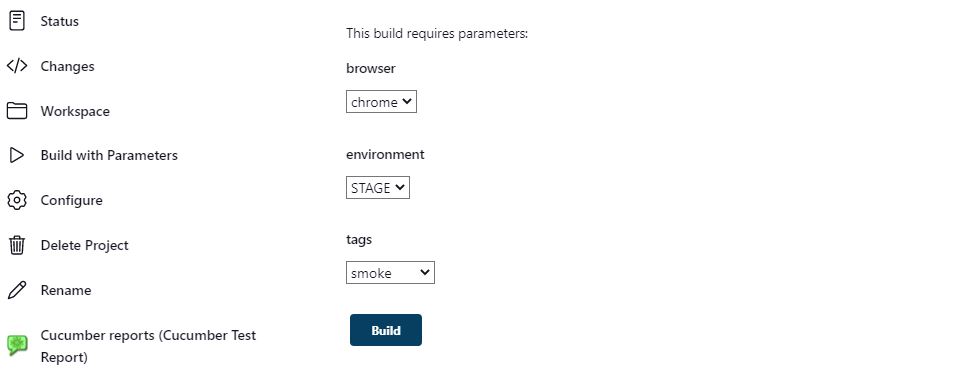 Status
Changes
Workspace
Build with Parameters
Configure
Delete Project
Rename
Cucumber reports (Cucumber Test
Report)
This build requires parameters:
browser
chrome
environment
STAGE
tags
smoke
Build